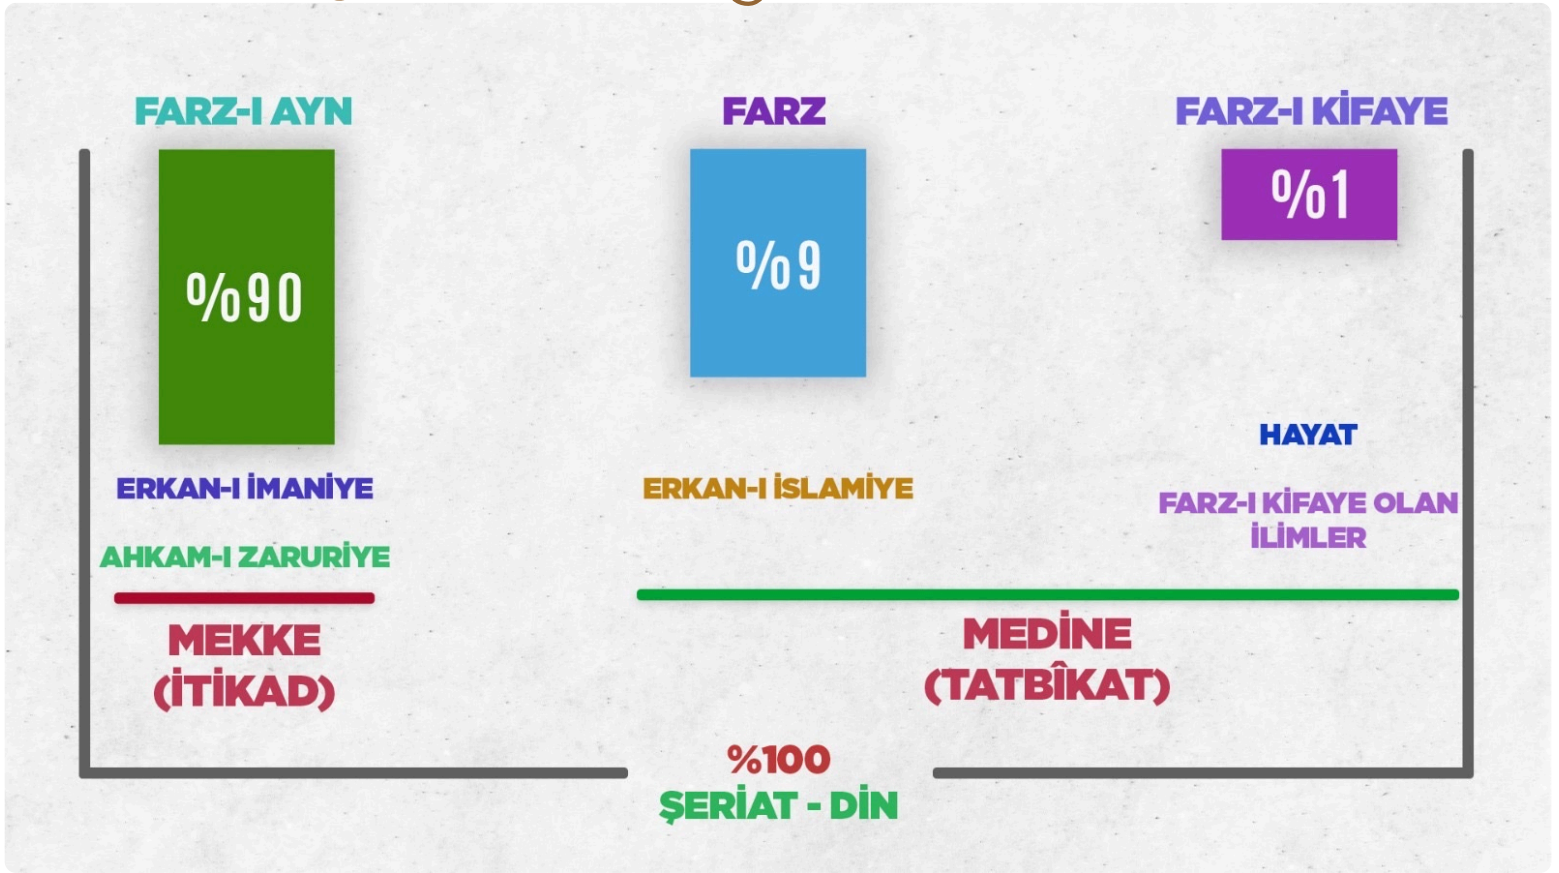 FARZ-I AYN
%90
ERKAN-I İMANİYE
AHKAM-I ZARURİYE
MEKKE
(İTİKAD)
FARZ
%9
ERKAN-I İSLAMİYE
FARZ-I KİFAYE
%1
HAYAT
FARZ-I KİFAYE OLAN
İLİMLER
MEDİNE
(TATBÎKAT)
%100
ŞERİAT - DİN